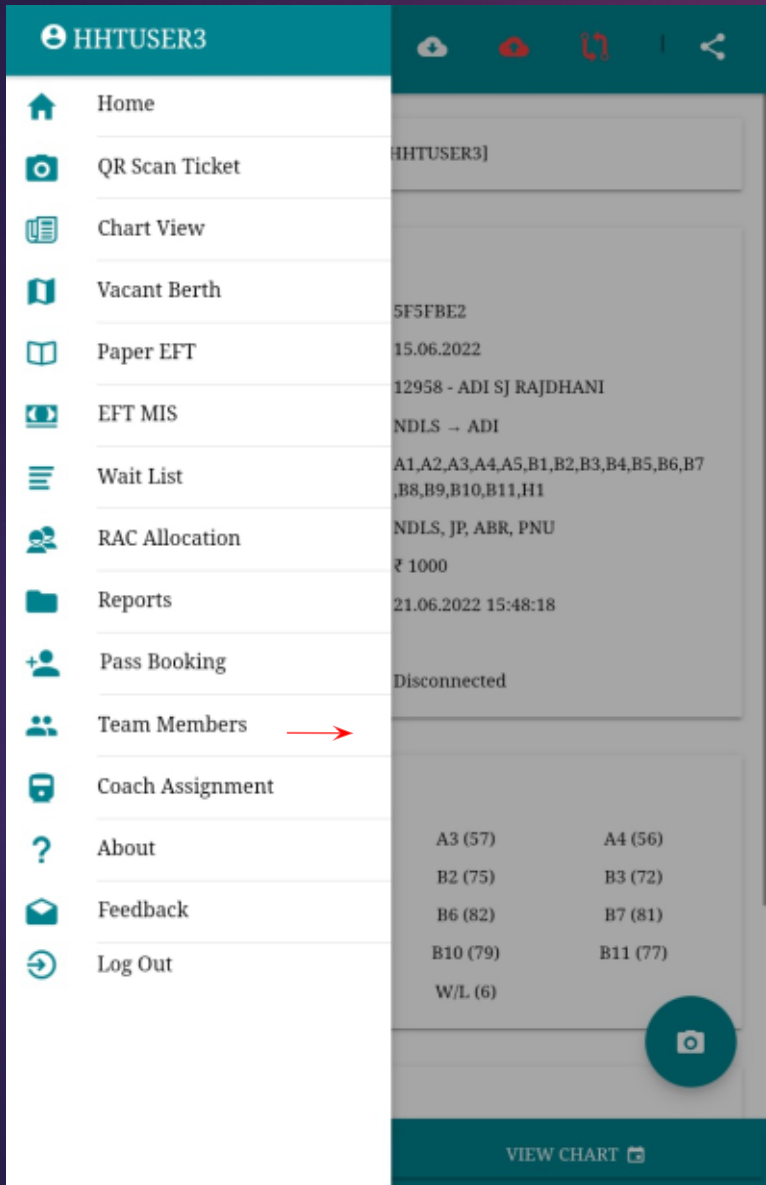 HHTUSER3
Home
QR Scan Ticket
Chart View
Vacant Berth
Paper EFT
EFT MIS
Wait List
RAC Allocation
Reports
Pass Booking
Team Members
Coach Assignment
About
Feedback
Log Out
HHTUSER3]
5F5FBE2
15.06.2022
12958 - ADI SJ RAJDHANI
NDLS → ADI
A1,A2,A3,A4,A5,B1,B2,B3,B4,B5,B6,B7
,B8,B9,B10,B11,H1
NDLS, JP, ABR, PNU
₹ 1000
21.06.2022 15:48:18
Disconnected
A3 (57) A4 (56)
B2 (75) B3 (72)
B6 (82) B7 (81)
B10 (79) B11 (77)
W/L (6)
VIEW CHART